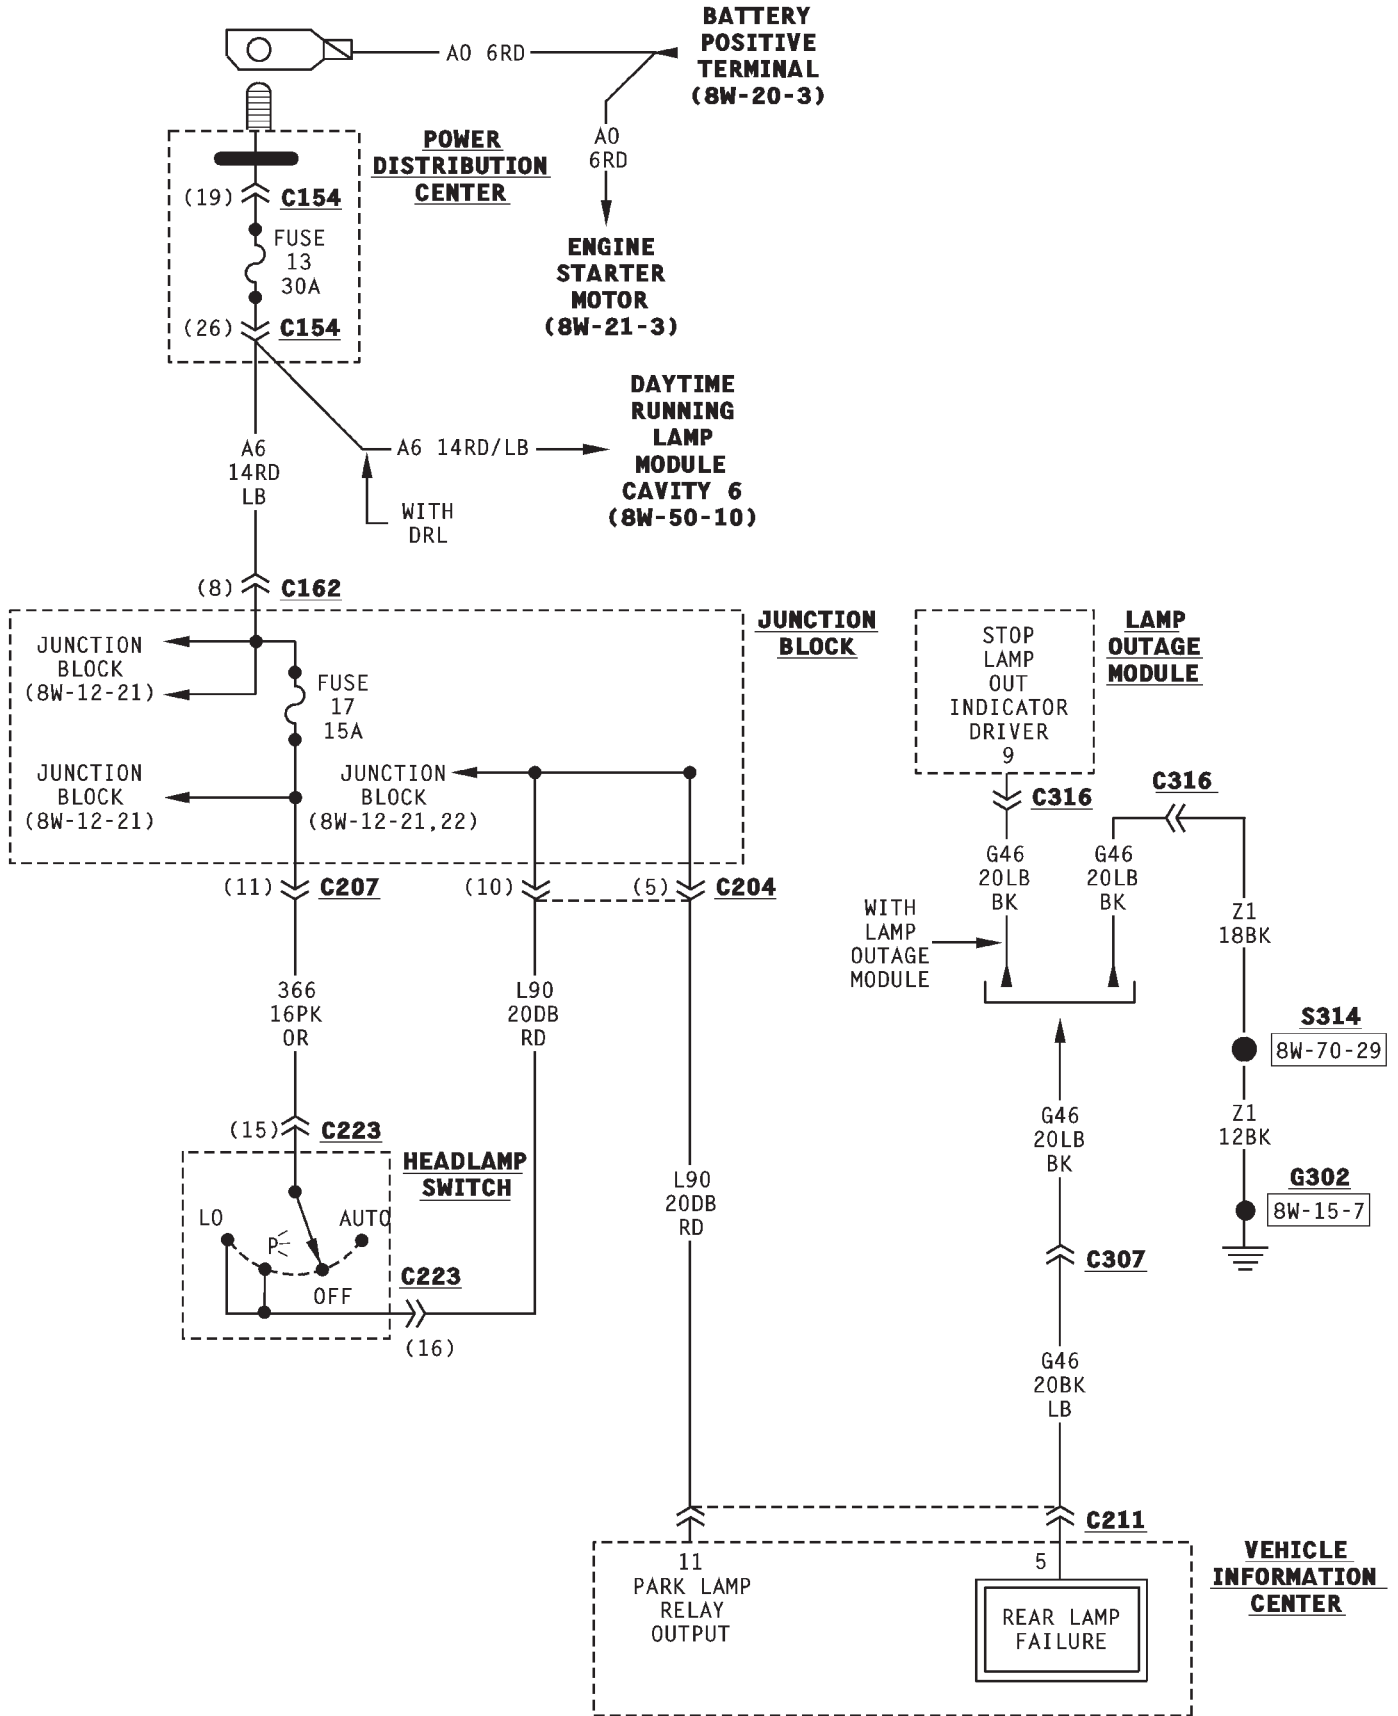 BATTERY
POSITIVE
TERMINAL
(8W-20-3)
A0 6RD
A0
6RD
POWER
DISTRIBUTION
CENTER
(19)
C154
FUSE
13
30A
(26)
C154
ENGINE
STARTER
MOTOR
(8W-21-3)
DAYTIME
RUNNING
LAMP
MODULE
CAVITY 6
(8W-50-10)
A6
14RD
LB
A6 14RD/LB
WITH
DRL
(8)
C162
JUNCTION
BLOCK
JUNCTION
BLOCK
(8W-12-21)
FUSE
17
15A
JUNCTION
BLOCK
(8W-12-21)
JUNCTION
BLOCK
(8W-12-21,22)
STOP
LAMP
OUT
INDICATOR
DRIVER
9
LAMP
OUTAGE
MODULE
C316
C316
(11)
C207
(10)
(5)
C204
G46
20LB
BK
G46
20LB
BK
WITH
LAMP
OUTAGE
MODULE
Z1
18BK
366
16PK
OR
L90
20DB
RD
S314
8W-70-29
G46
20LB
BK
Z1
12BK
(15)
C223
HEADLAMP
SWITCH
LO
P
AUTO
OFF
C223
(16)
L90
20DB
RD
G302
8W-15-7
C307
G46
20BK
LB
C211
11
PARK LAMP
RELAY
OUTPUT
5
REAR LAMP
FAILURE
VEHICLE
INFORMATION
CENTER